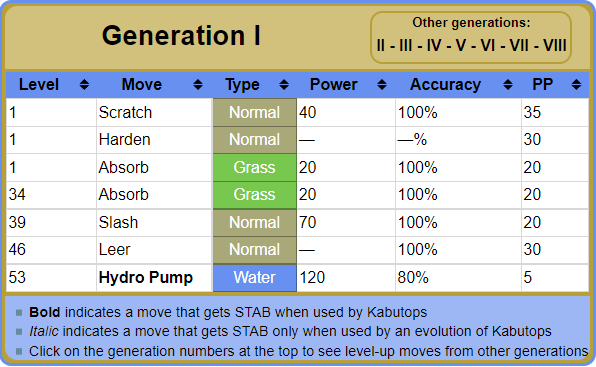 Generation I
Other generations:
II - III - IV - V - VI - VII - VIII
Level Move Type Power Accuracy PP
1 Scratch Normal 40 100% 35
1 Harden Normal — —% 30
1 Absorb Grass 20 100% 20
34 Absorb Grass 20 100% 20
39 Slash Normal 70 100% 20
46 Leer Normal — 100% 30
53 Hydro Pump Water 120 80% 5
Bold indicates a move that gets STAB when used by Kabutops
Italic indicates a move that gets STAB only when used by an evolution of Kabutops
Click on the generation numbers at the top to see level-up moves from other generations